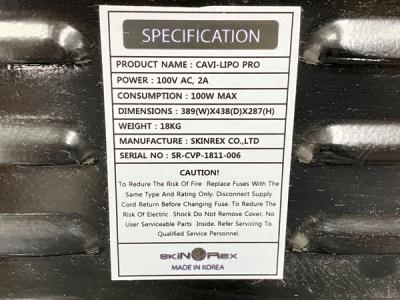 SPECIFICATION
PRODUCT NAME : CAVI-LIPO PRO
POWER : 100V AC, 2A
CONSUMPTION : 100W MAX
DIMENSIONS : 389(W)X438(D)X287(H)
WEIGHT : 18KG
MANUFACTURE : SKINREX CO.,LTD
SERIAL NO : SR-CVP-1811-006
CAUTION!
To Redure The Risk Of Fire Replace Fuses With The
Same Type And Rating Only. Disconnect Supply
Cord Return Before Changing Fuse. To Redure The
Risk Of Electric Shock Do Not Remove Cover. No
User Serviceable Parts Inside. Refer Servicing To
Qualified Service Personnel.
SKIN REX
MADE IN KOREA